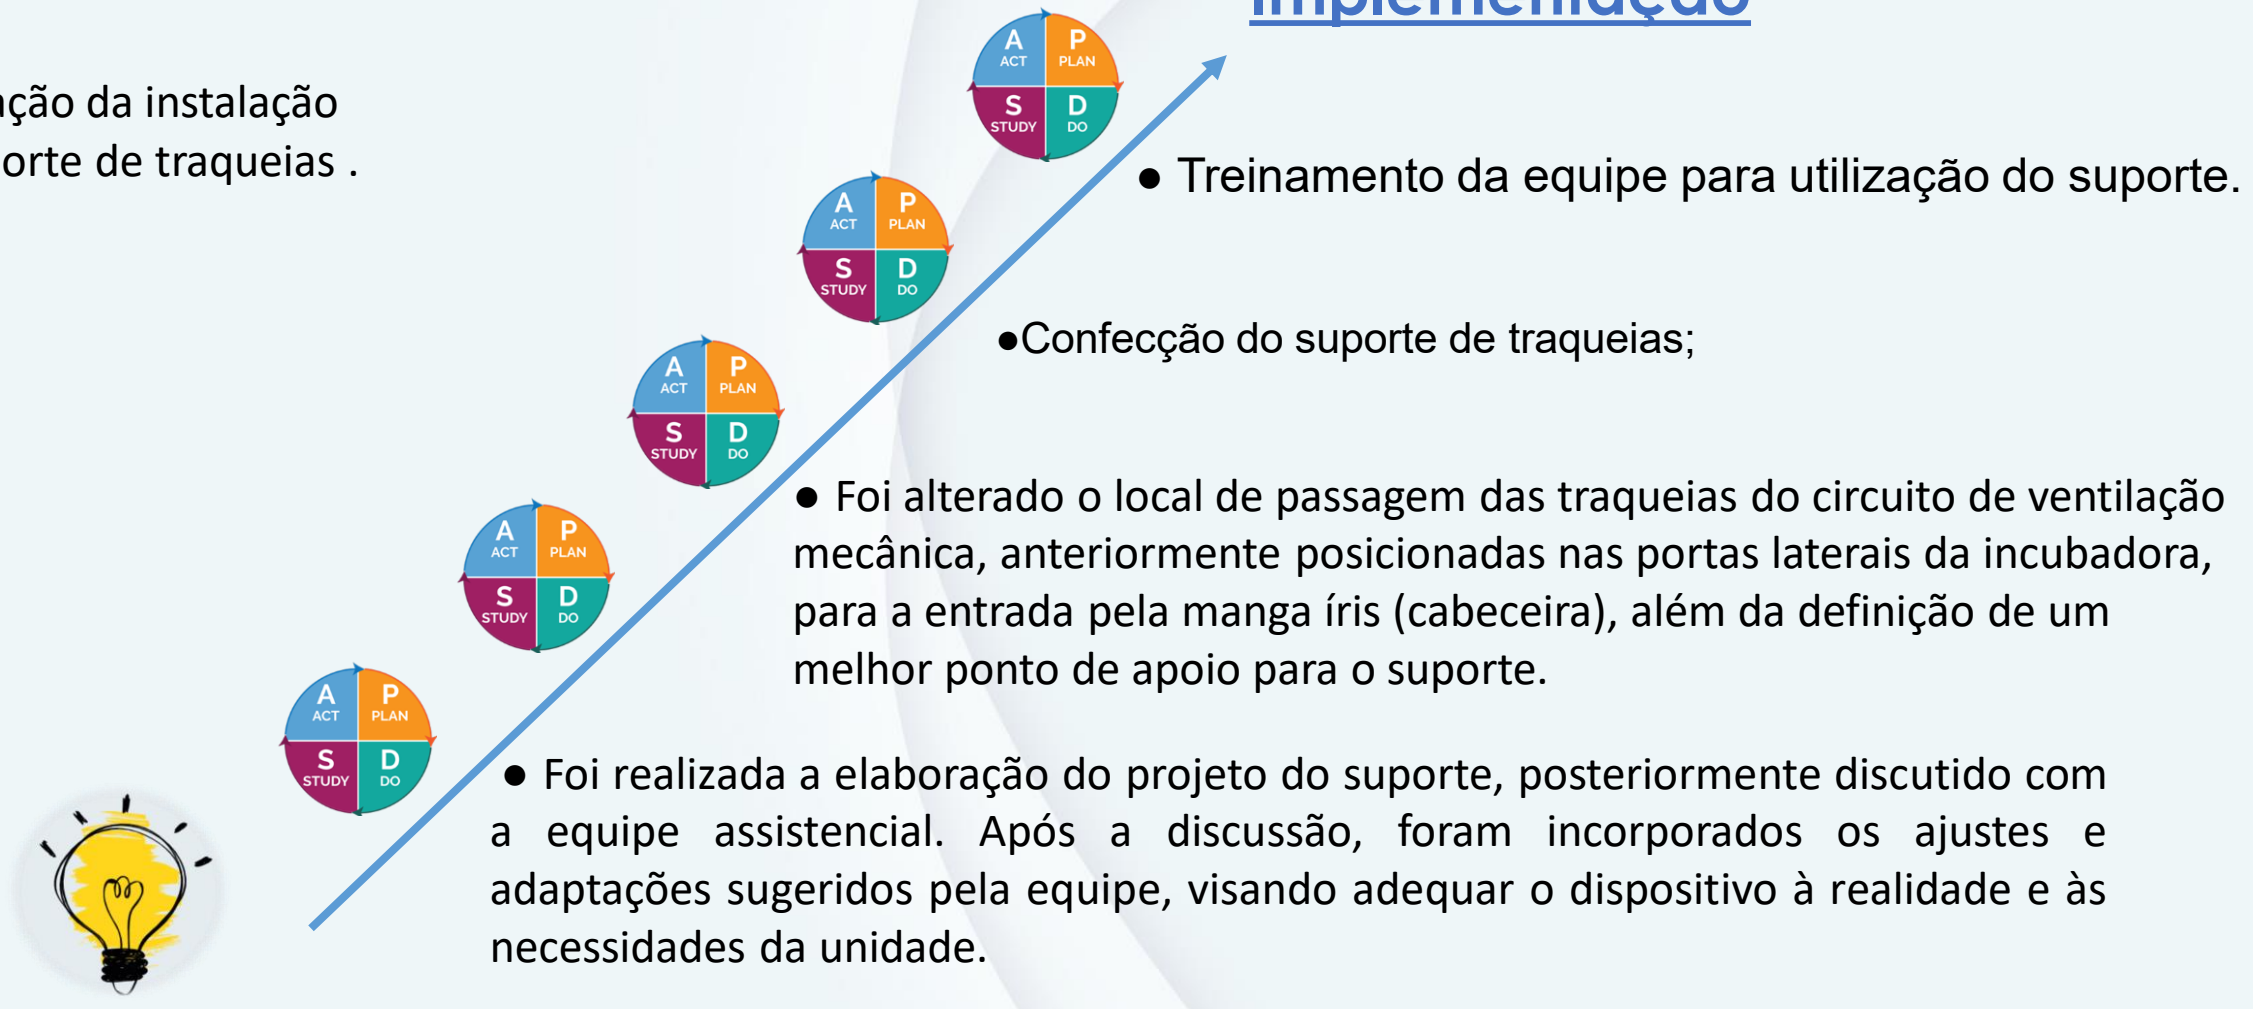 Implementação
ação da instalação
orte de traqueias .
A P
ACT PLAN
S D
STUDY DO
● Treinamento da equipe para utilização do suporte.
A P
ACT PLAN
S D
STUDY DO
●Confecção do suporte de traqueias;
A P
ACT PLAN
S D
STUDY DO
● Foi alterado o local de passagem das traqueias do circuito de ventilação
mecânica, anteriormente posicionadas nas portas laterais da incubadora,
para a entrada pela manga íris (cabeceira), além da definição de um
melhor ponto de apoio para o suporte.
A P
ACT PLAN
S D
STUDY DO
A P
ACT PLAN
S D
STUDY DO
● Foi realizada a elaboração do projeto do suporte, posteriormente discutido com
a equipe assistencial. Após a discussão, foram incorporados os ajustes e
adaptações sugeridos pela equipe, visando adequar o dispositivo à realidade e às
necessidades da unidade.